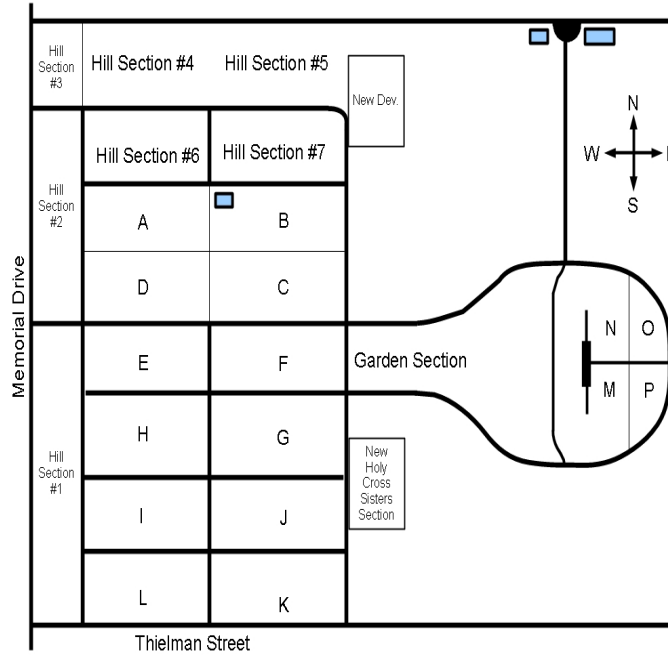 Hill
Section
#3
Hill Section #4
Hill Section #5
New Dev.
N
W
S
Hill Section #6
Hill Section #7
Hill
Section
#2
A
B
D
C
Memorial Drive
E
F
Garden Section
N
O
M
P
H
G
Hill
Section
#1
New
Holy
Cross
Sisters
Section
I
J
L
K
Thielman Street